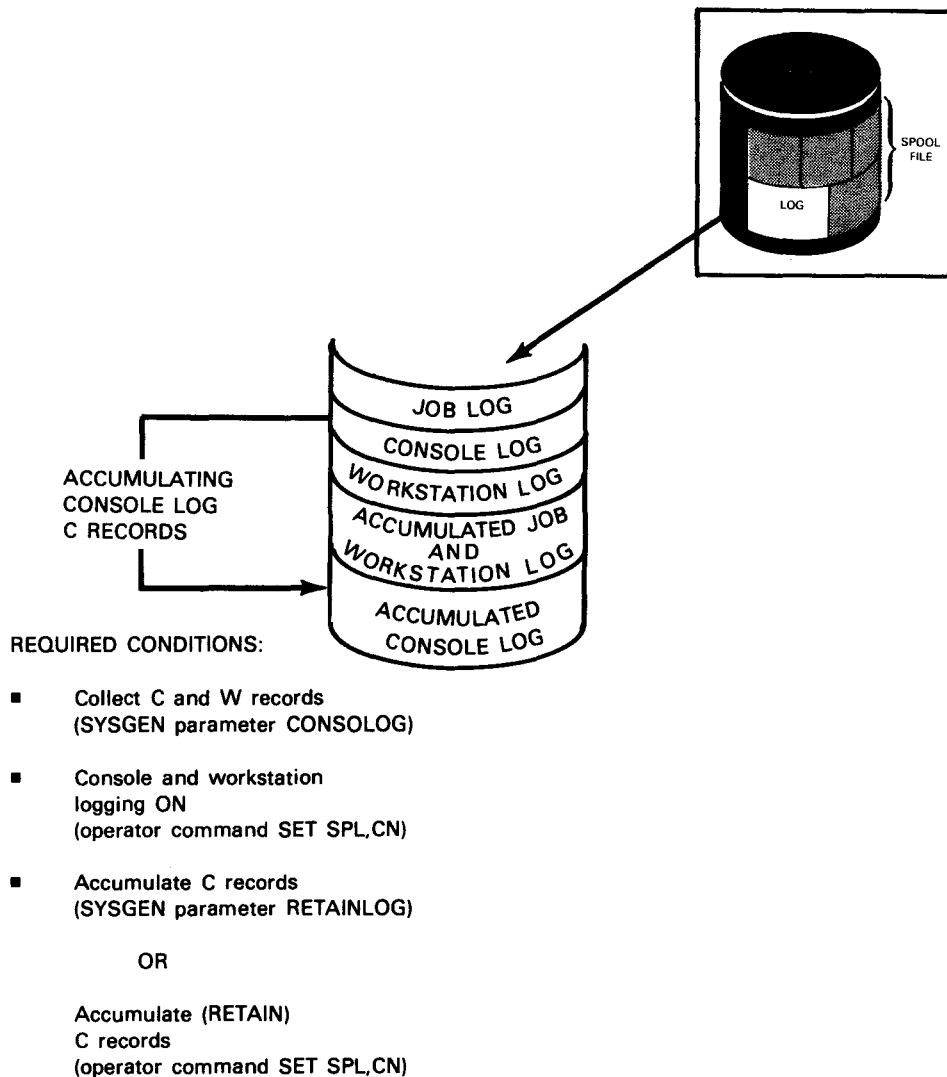 SPOOL
FILE
LOG
JOB LOG
CONSOLE LOG
WORKSTATION LOG
ACCUMULATED JOB
AND
WORKSTATION LOG
ACCUMULATED
CONSOLE LOG
ACCUMULATING
CONSOLE LOG
C RECORDS
REQUIRED CONDITIONS:
■ Collect C and W records
(SYSGEN parameter CONSOLOG)
■ Console and workstation
logging ON
(operator command SET SPL,CN)
■ Accumulate C records
(SYSGEN parameter RETAINLOG)
OR
Accumulate (RETAIN)
C records
(operator command SET SPL,CN)